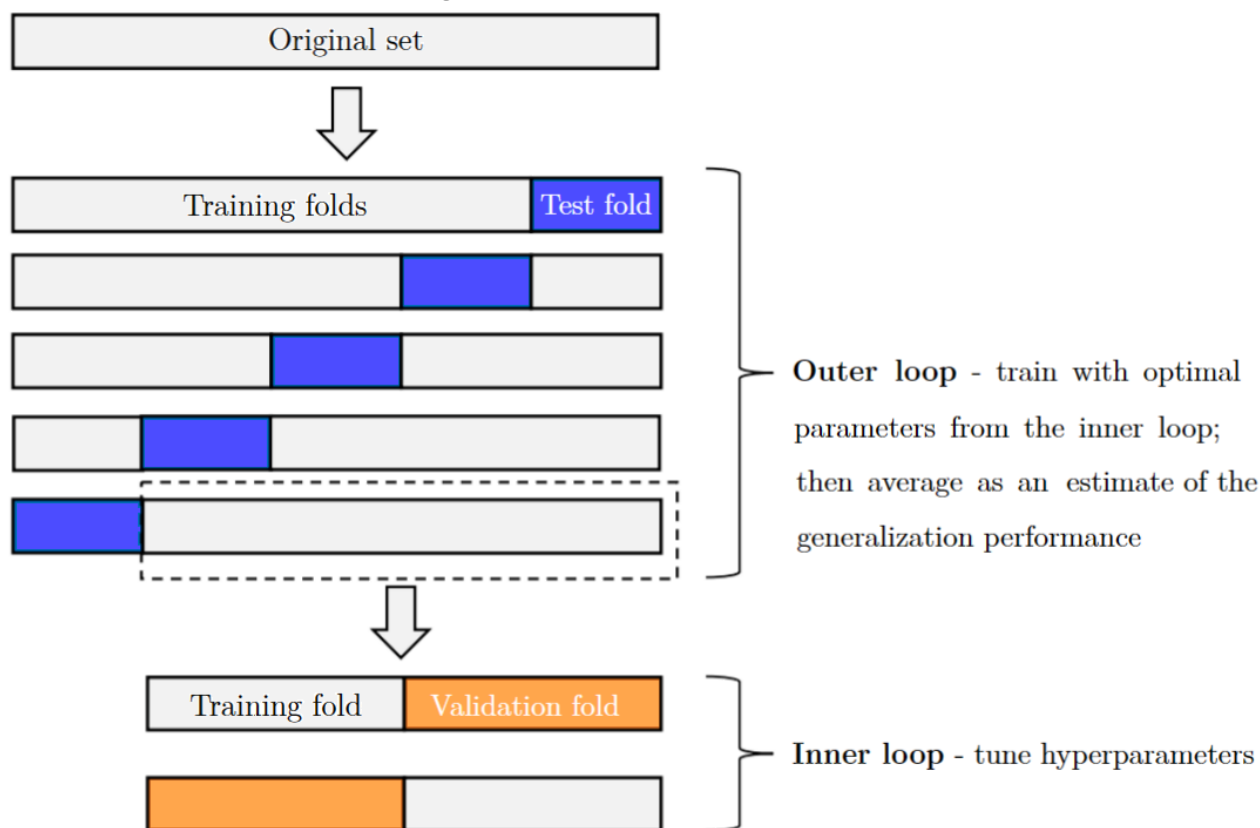 Original set
Training folds
Test fold
Outer loop - train with optimal
parameters from the inner loop;
then average as an estimate of the
generalization performance
Training fold
Validation fold
Inner loop - tune hyperparameters